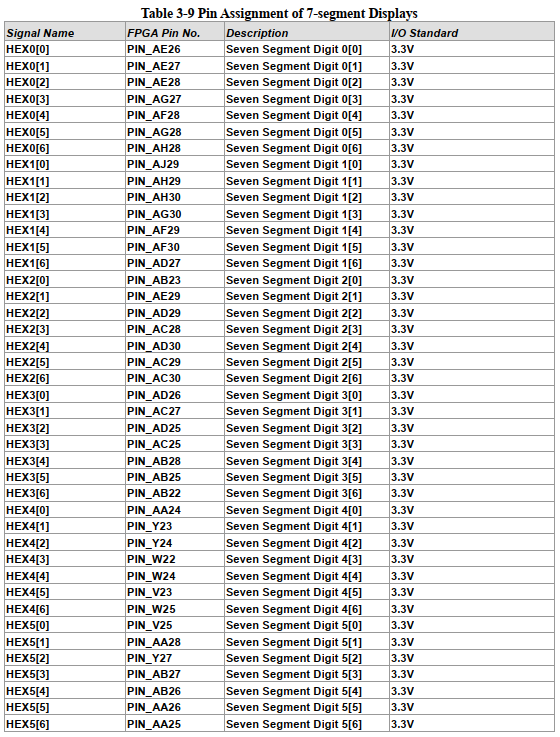 Table 3-9 Pin Assignment of 7-segment Displays
Signal Name FPGA Pin No. Description I/O Standard
HEX0[0] PIN_AE26 Seven Segment Digit 0[0] 3.3V
HEX0[1] PIN_AE27 Seven Segment Digit 0[1] 3.3V
HEX0[2] PIN_AE28 Seven Segment Digit 0[2] 3.3V
HEX0[3] PIN_AG27 Seven Segment Digit 0[3] 3.3V
HEX0[4] PIN_AF28 Seven Segment Digit 0[4] 3.3V
HEX0[5] PIN_AG28 Seven Segment Digit 0[5] 3.3V
HEX0[6] PIN_AH28 Seven Segment Digit 0[6] 3.3V
HEX1[0] PIN_AJ29 Seven Segment Digit 1[0] 3.3V
HEX1[1] PIN_AH29 Seven Segment Digit 1[1] 3.3V
HEX1[2] PIN_AH30 Seven Segment Digit 1[2] 3.3V
HEX1[3] PIN_AG30 Seven Segment Digit 1[3] 3.3V
HEX1[4] PIN_AF29 Seven Segment Digit 1[4] 3.3V
HEX1[5] PIN_AF30 Seven Segment Digit 1[5] 3.3V
HEX1[6] PIN_AD27 Seven Segment Digit 1[6] 3.3V
HEX2[0] PIN_AB23 Seven Segment Digit 2[0] 3.3V
HEX2[1] PIN_AE29 Seven Segment Digit 2[1] 3.3V
HEX2[2] PIN_AD29 Seven Segment Digit 2[2] 3.3V
HEX2[3] PIN_AC28 Seven Segment Digit 2[3] 3.3V
HEX2[4] PIN_AD30 Seven Segment Digit 2[4] 3.3V
HEX2[5] PIN_AC29 Seven Segment Digit 2[5] 3.3V
HEX2[6] PIN_AC30 Seven Segment Digit 2[6] 3.3V
HEX3[0] PIN_AD26 Seven Segment Digit 3[0] 3.3V
HEX3[1] PIN_AC27 Seven Segment Digit 3[1] 3.3V
HEX3[2] PIN_AD25 Seven Segment Digit 3[2] 3.3V
HEX3[3] PIN_AC25 Seven Segment Digit 3[3] 3.3V
HEX3[4] PIN_AB28 Seven Segment Digit 3[4] 3.3V
HEX3[5] PIN_AB25 Seven Segment Digit 3[5] 3.3V
HEX3[6] PIN_AB22 Seven Segment Digit 3[6] 3.3V
HEX4[0] PIN_AA24 Seven Segment Digit 4[0] 3.3V
HEX4[1] PIN_Y23 Seven Segment Digit 4[1] 3.3V
HEX4[2] PIN_Y24 Seven Segment Digit 4[2] 3.3V
HEX4[3] PIN_W22 Seven Segment Digit 4[3] 3.3V
HEX4[4] PIN_W24 Seven Segment Digit 4[4] 3.3V
HEX4[5] PIN_V23 Seven Segment Digit 4[5] 3.3V
HEX4[6] PIN_W25 Seven Segment Digit 4[6] 3.3V
HEX5[0] PIN_V25 Seven Segment Digit 5[0] 3.3V
HEX5[1] PIN_AA28 Seven Segment Digit 5[1] 3.3V
HEX5[2] PIN_Y27 Seven Segment Digit 5[2] 3.3V
HEX5[3] PIN_AB27 Seven Segment Digit 5[3] 3.3V
HEX5[4] PIN_AB26 Seven Segment Digit 5[4] 3.3V
HEX5[5] PIN_AA26 Seven Segment Digit 5[5] 3.3V
HEX5[6] PIN_AA25 Seven Segment Digit 5[6] 3.3V